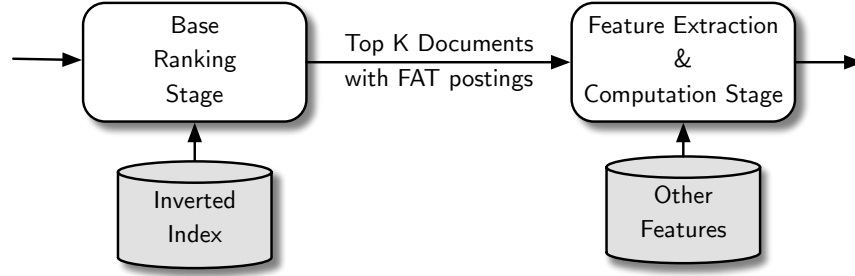 Base
Ranking
Stage
Top K Documents
with FAT postings
Feature Extraction
&
Computation Stage
Inverted
Index
Other
Features